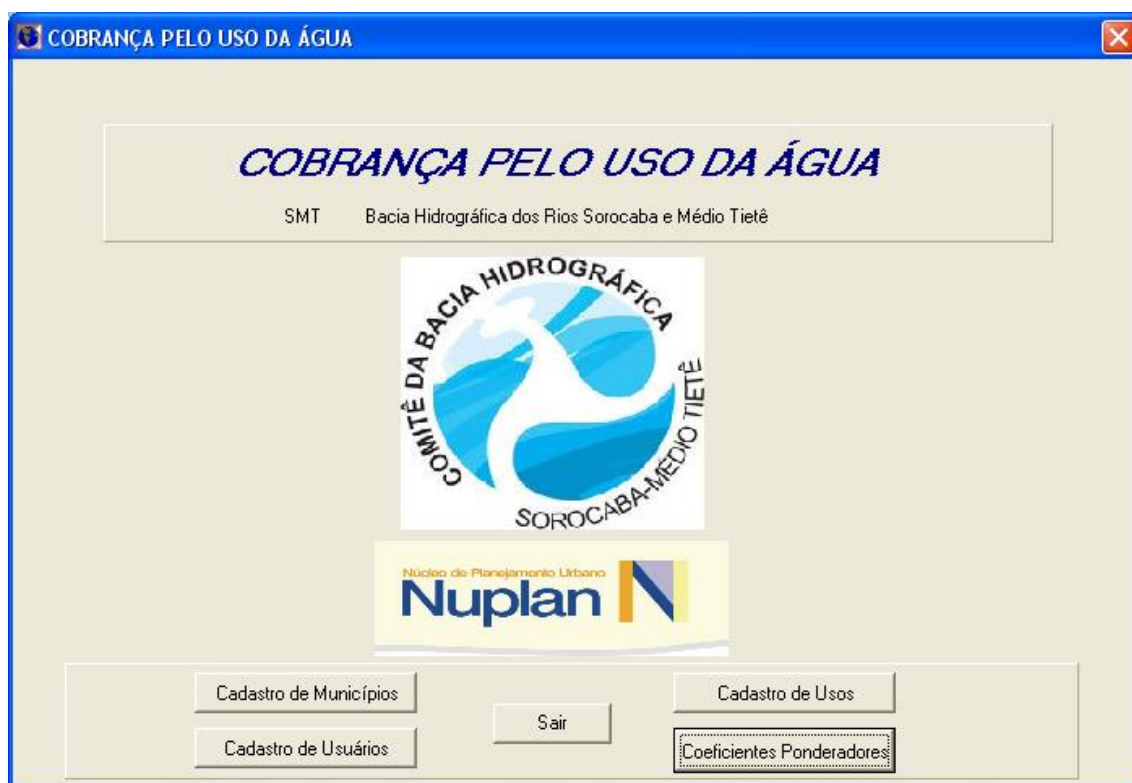 COBRANÇA PELO USO DA ÁGUA
COBRANÇA PELO USO DA ÁGUA
SMT Bacia Hidrográfica dos Rios Sorocaba e Médio Tietê
COMITÊ DA BACIA HIDROGRÁFICA
SOROCABA-MÉDIO TIETÊ
Núcleo de Planejamento Urbano
Nuplan N
Cadastro de Municípios
Cadastro de Usuários
Sair
Cadastro de Usos
Coeficientes Ponderadores